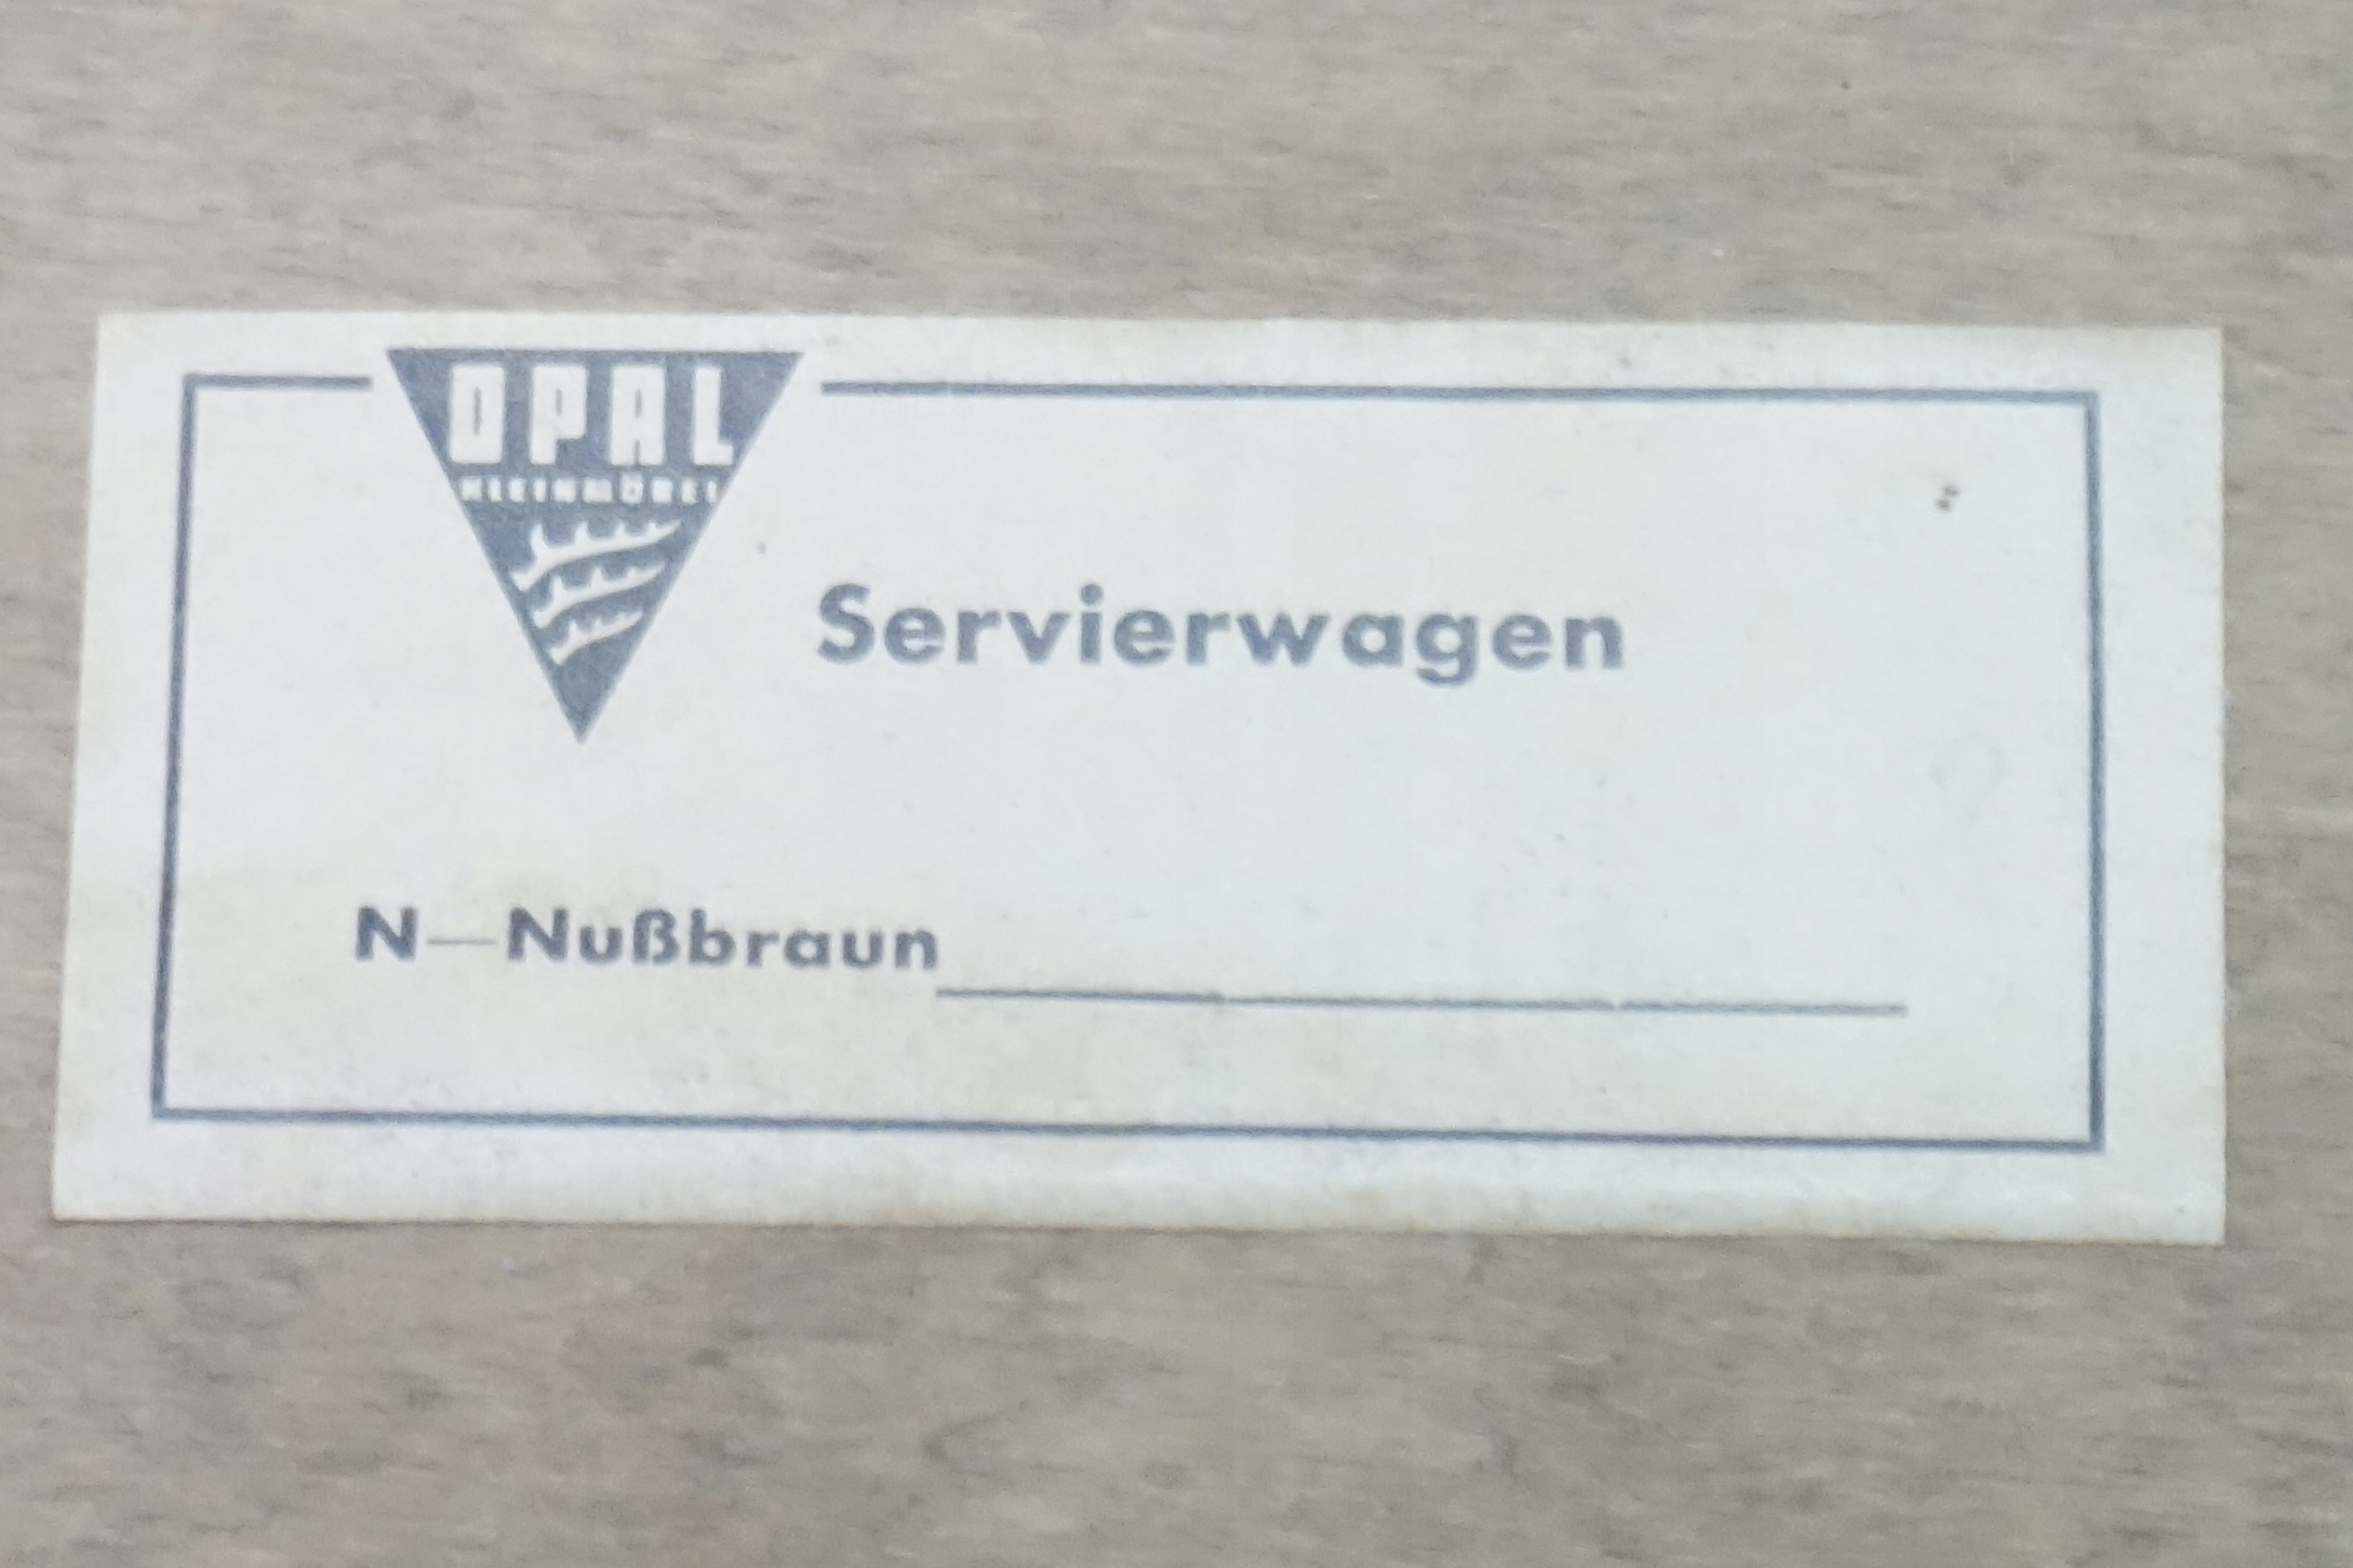 OPAL
KLEINMÖBEL
Servierwagen
N—Nußbraun